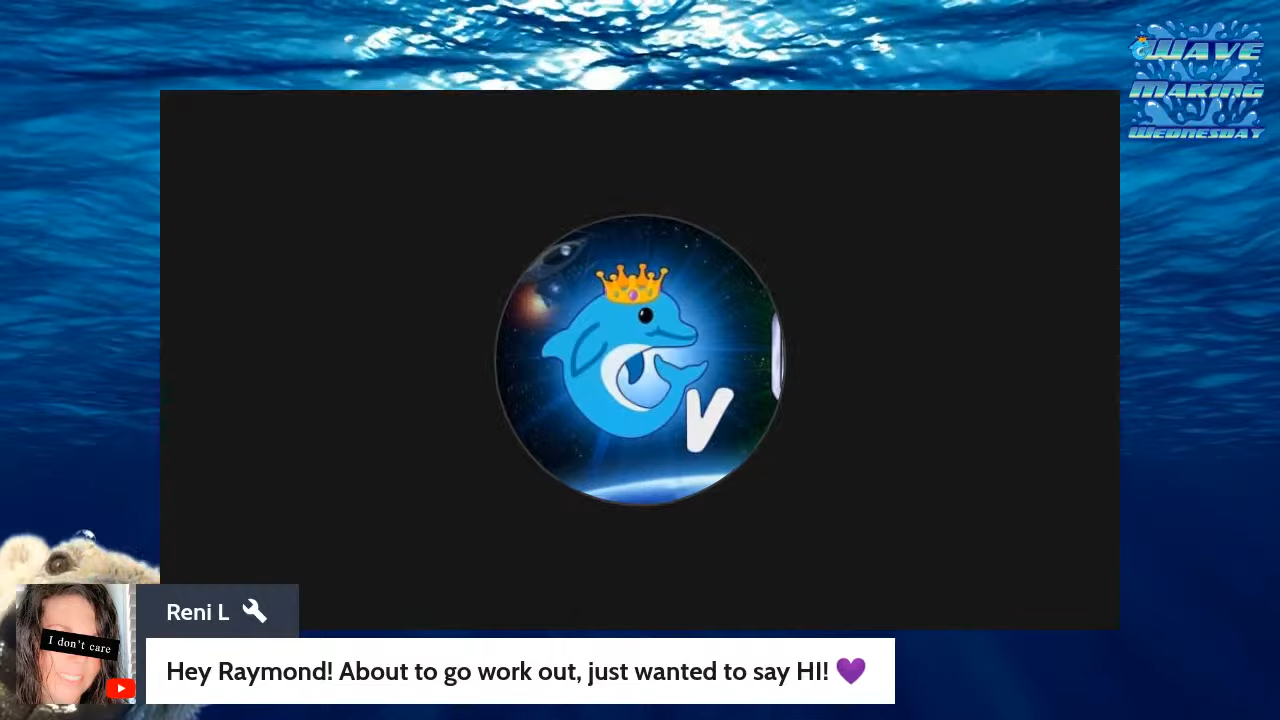 WAVE
MAKING
WEDNESDAY
V
I don't care
Reni L
Hey Raymond! About to go work out, just wanted to say HI! 💜